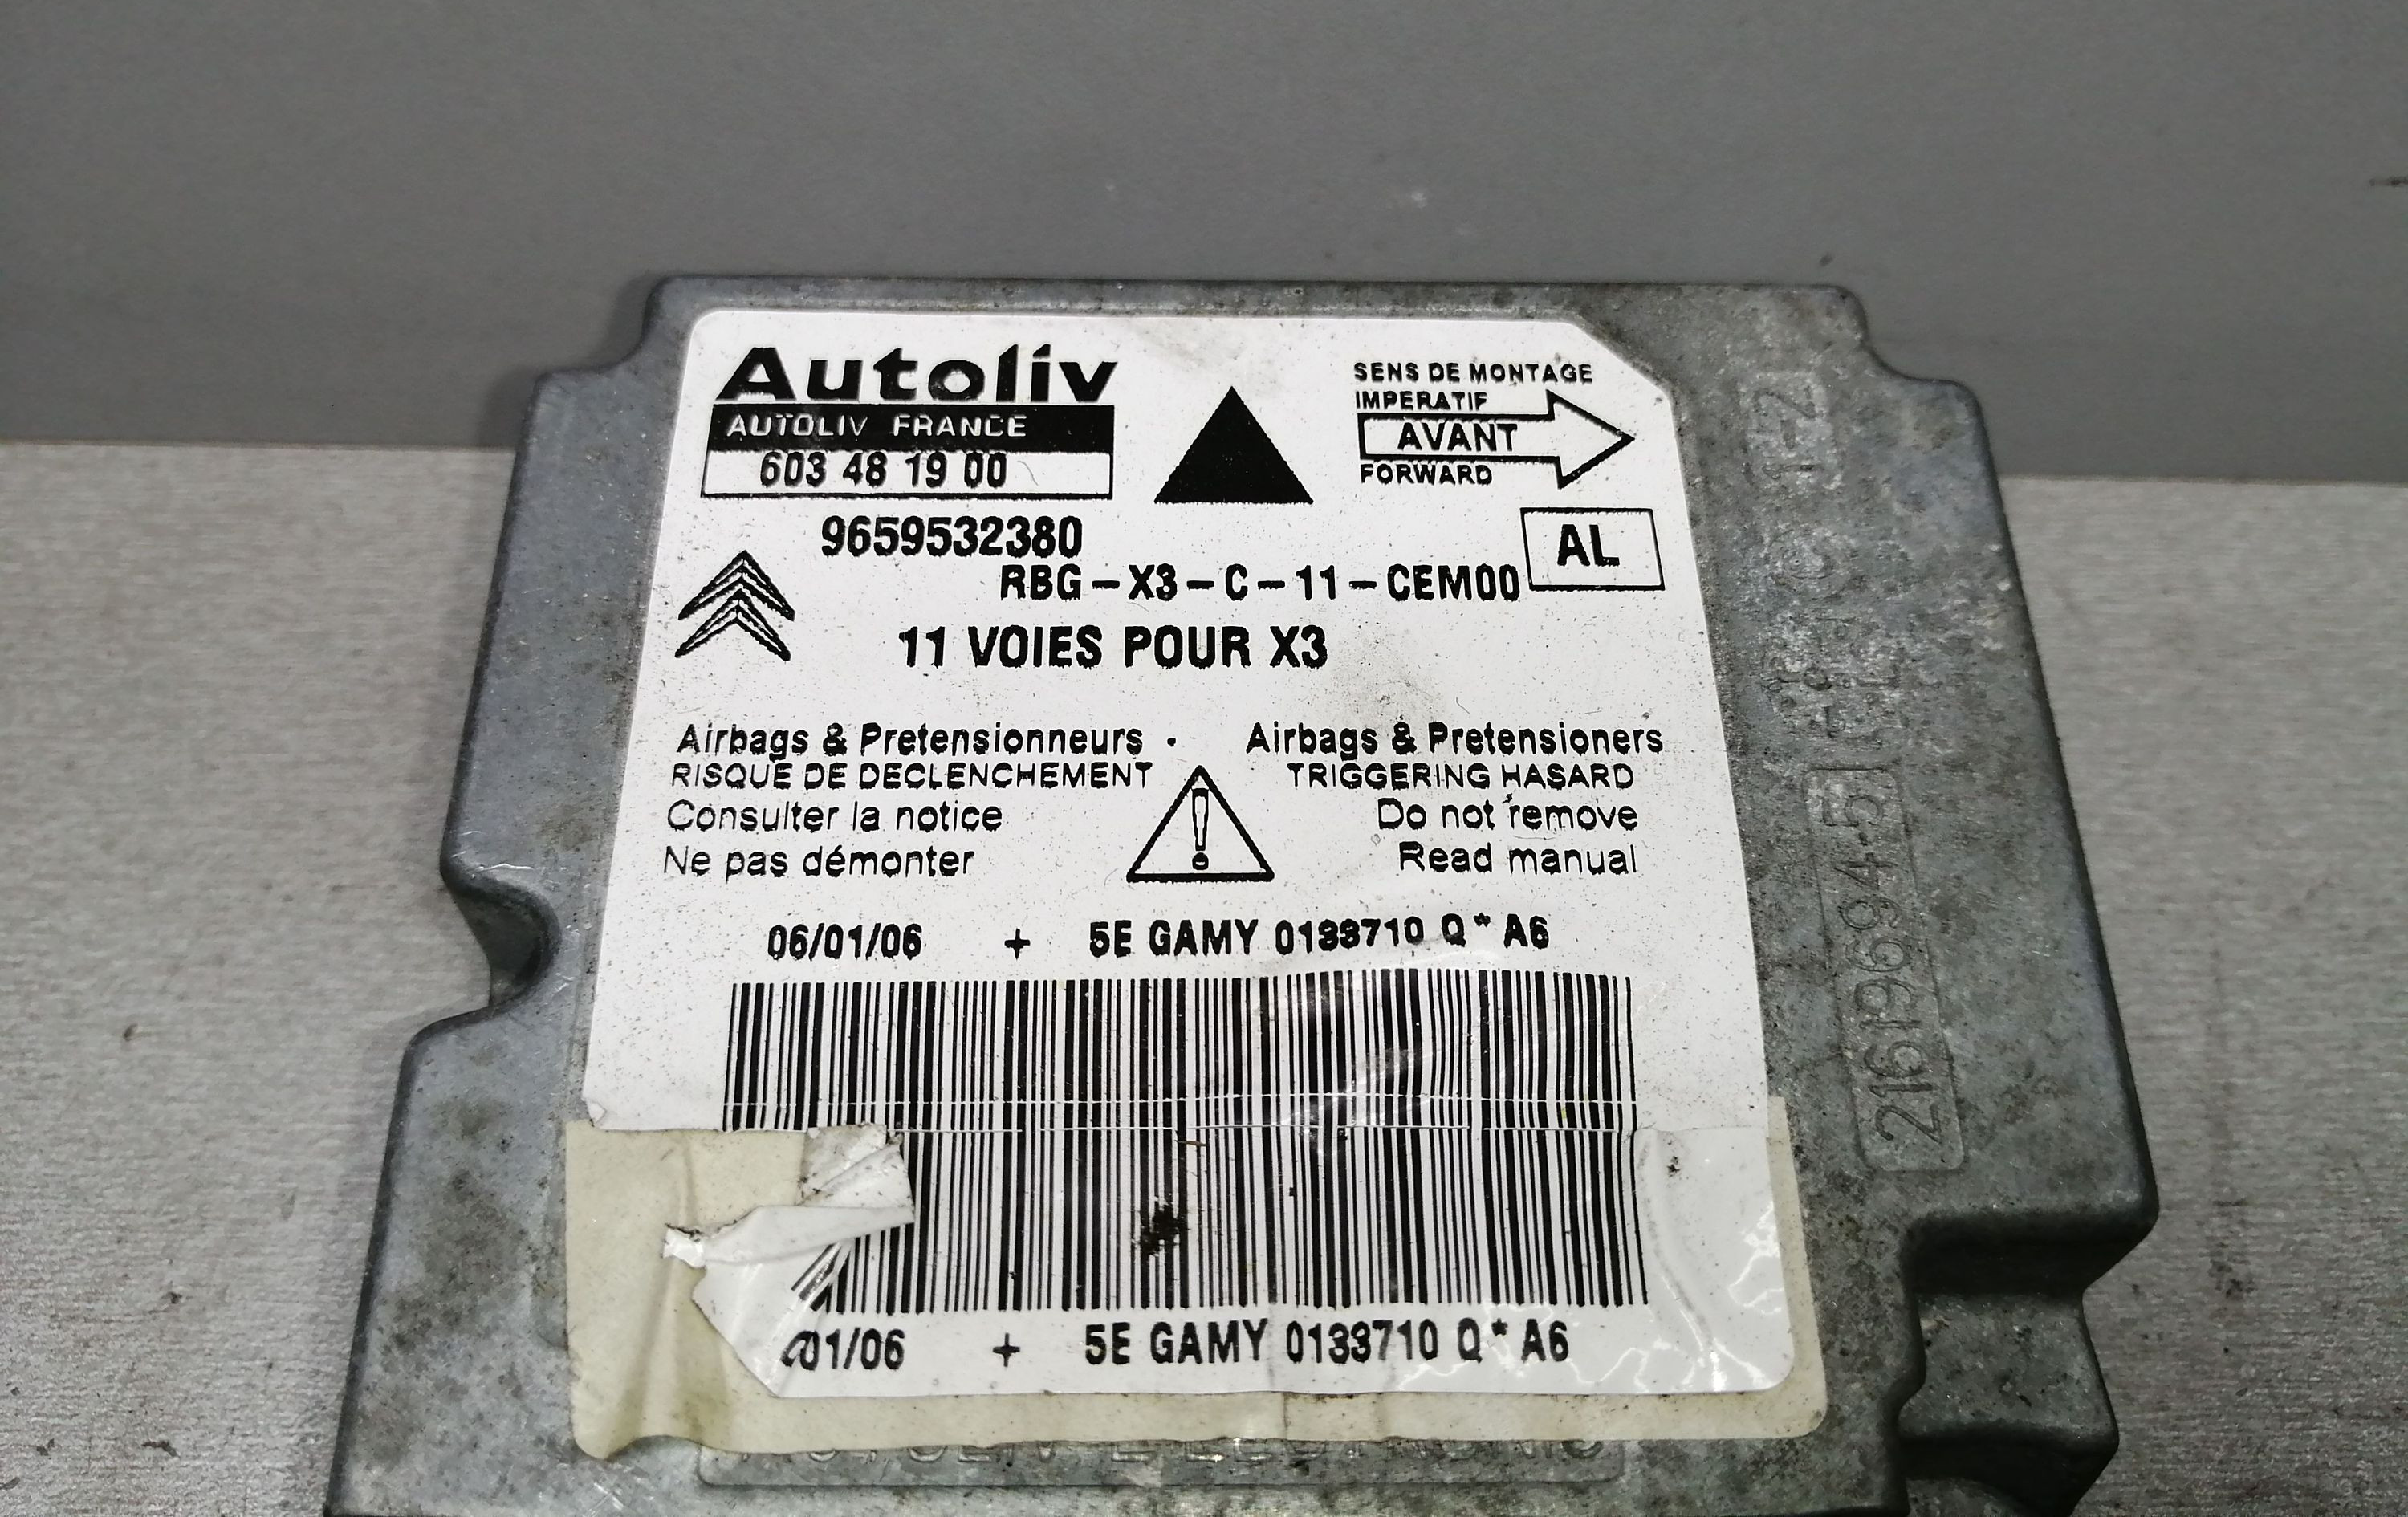 Autoliv
AUTOLIV FRANCE
603 48 19 00
SENS DE MONTAGE
IMPERATIF
AVANT
FORWARD
9659532380
AL
RBG-X3-C-11-CEM00
11 VOIES POUR X3
Airbags & Pretensionneurs
RISQUE DE DECLENCHEMENT
Consulter la notice
Ne pas démonter
Airbags & Pretensioners
TRIGGERING HASARD
Do not remove
Read manual
06/01/06 + 5E GAMY 0133710 Q*A6
01/06 + 5E GAMY 0133710 Q*A6
21619694-5